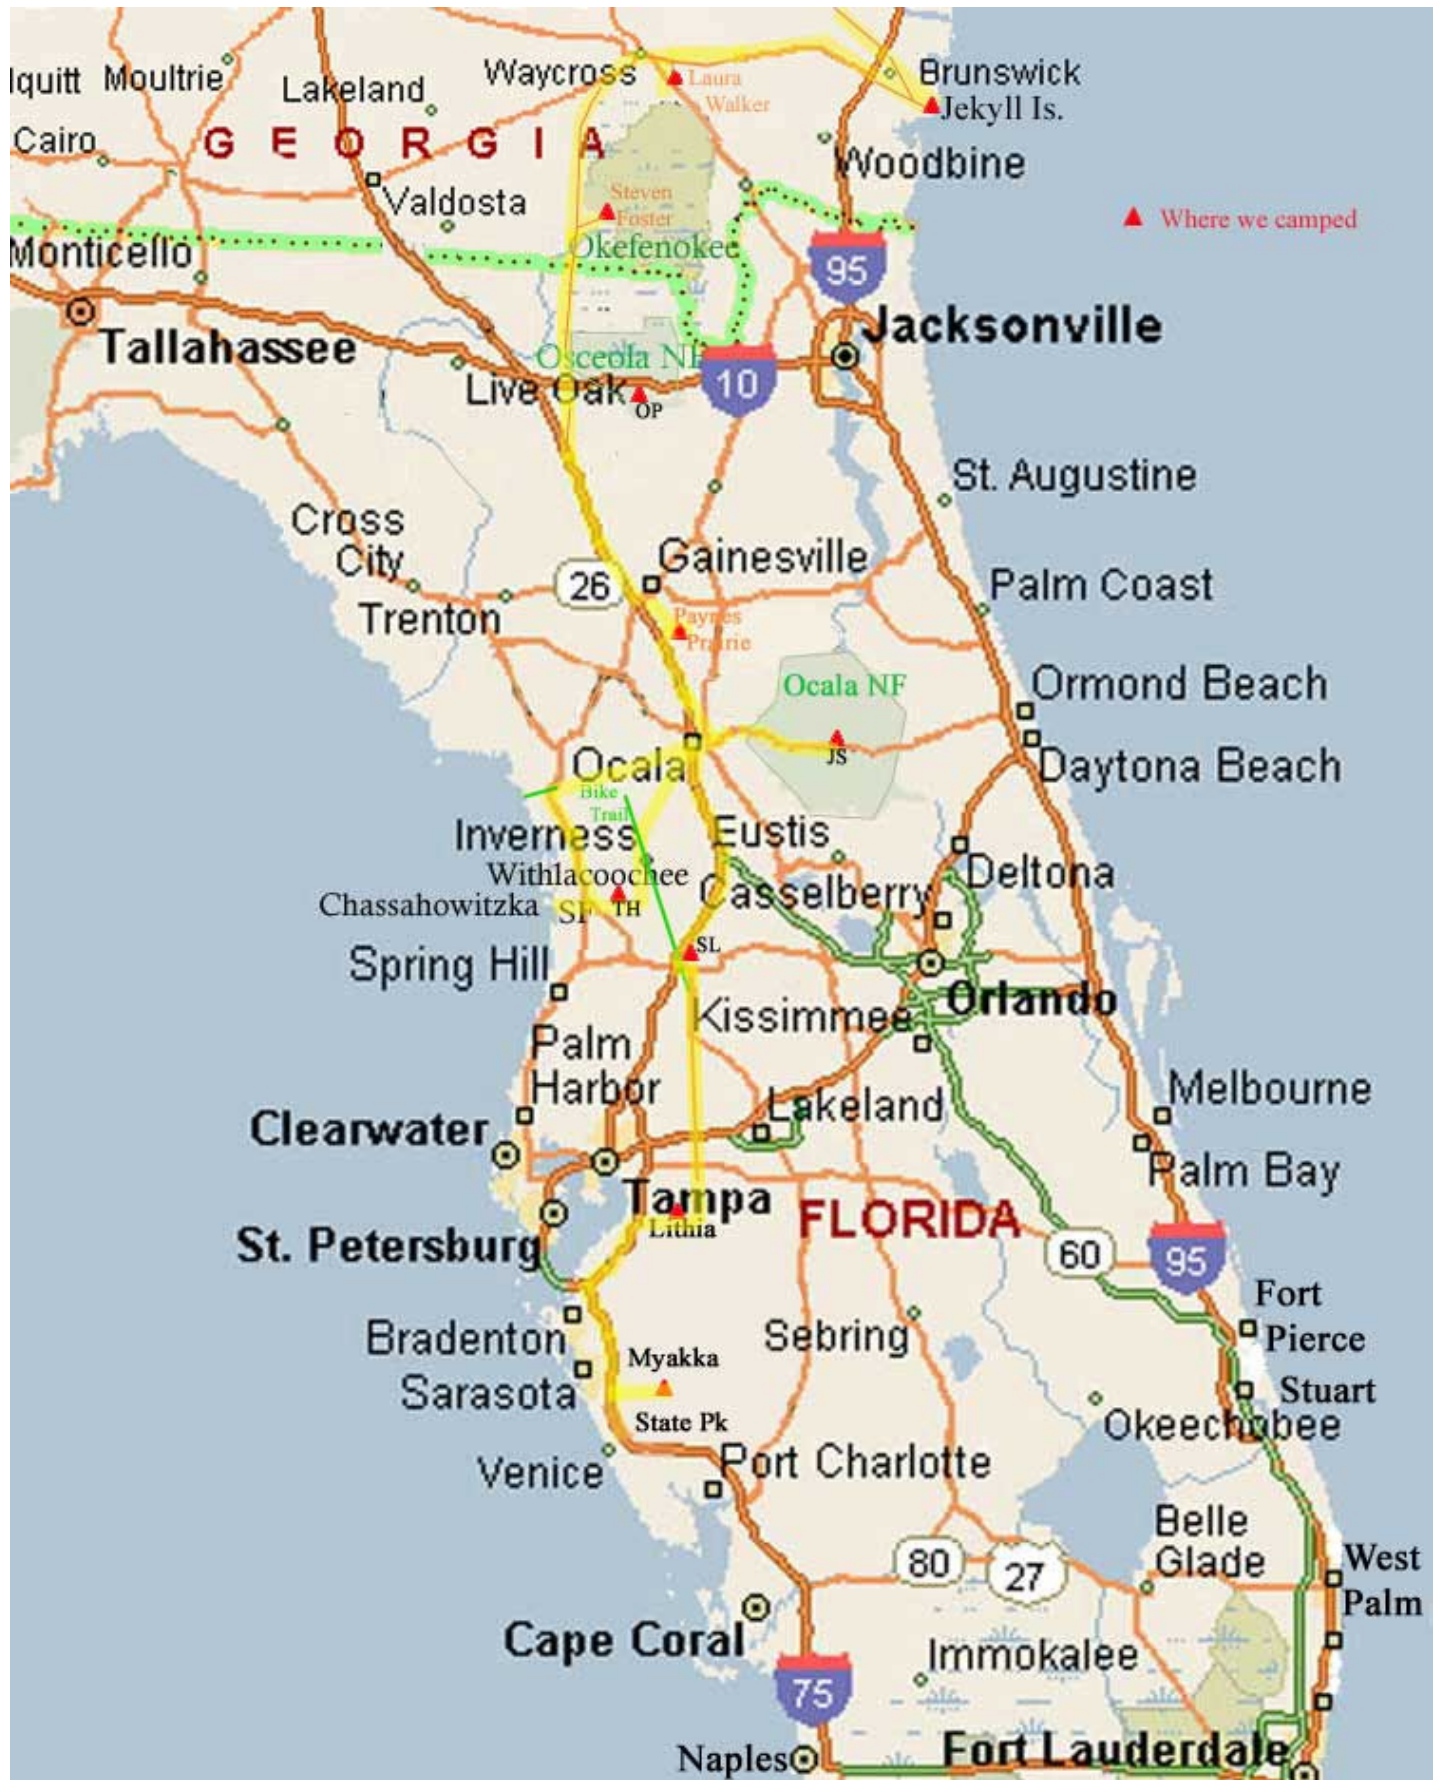 lquitt
Moultrie
Lakeland
Waycross
Laura
Walker
Brunswick
Jekyll Is.
Cairo
GEORGIA
Woodbine
Valdosta
Steven
Foster
Where we camped
Monticello
Okefenokee
95
Tallahassee
Jacksonville
Osceola NF
10
Live Oak
OP
St. Augustine
Cross
City
Gainesville
26
Palm Coast
Trenton
Paynes
Prairie
Ocala NF
Ormond Beach
JS
Ocala
Daytona Beach
Bike
Trail
Inverness
Eustis
Withlacoochee
Deltona
Chassahowitzka
SF
TH
Casselberry
SL
Spring Hill
Orlando
Kissimmee
Palm
Harbor
Melbourne
Lakeland
Clearwater
Palm Bay
Tampa
FLORIDA
Lithia
St. Petersburg
60
95
Fort
Pierce
Bradenton
Sebring
Myakka
Sarasota
Stuart
State Pk
Okeechobee
Venice
Port Charlotte
Belle
Glade
80
27
West
Palm
Cape Coral
Immokalee
75
Naples
Fort Lauderdale